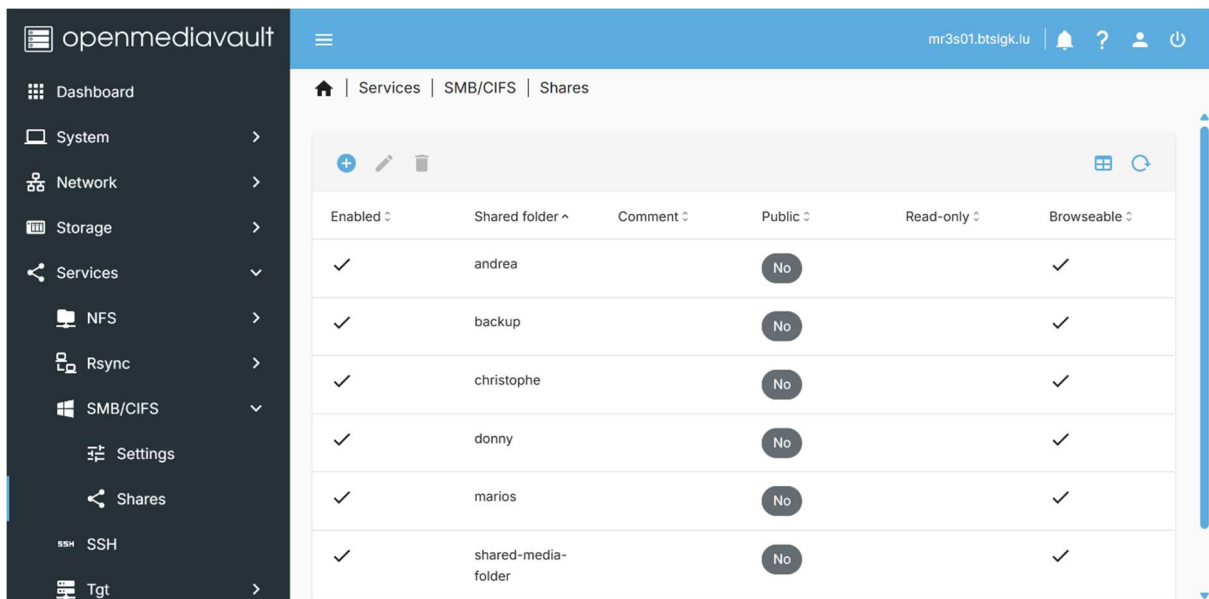 openmediavault
mr3s01.btslgk.lu
?
Dashboard
System
Network
Storage
Services
NFS
Rsync
SMB/CIFS
Settings
Shares
SSH SSH
Tgt
Services | SMB/CIFS | Shares
Enabled Shared folder Comment Public Read-only Browseable
andrea No
backup No
christophe No
donny No
marios No
shared-media-
folder No